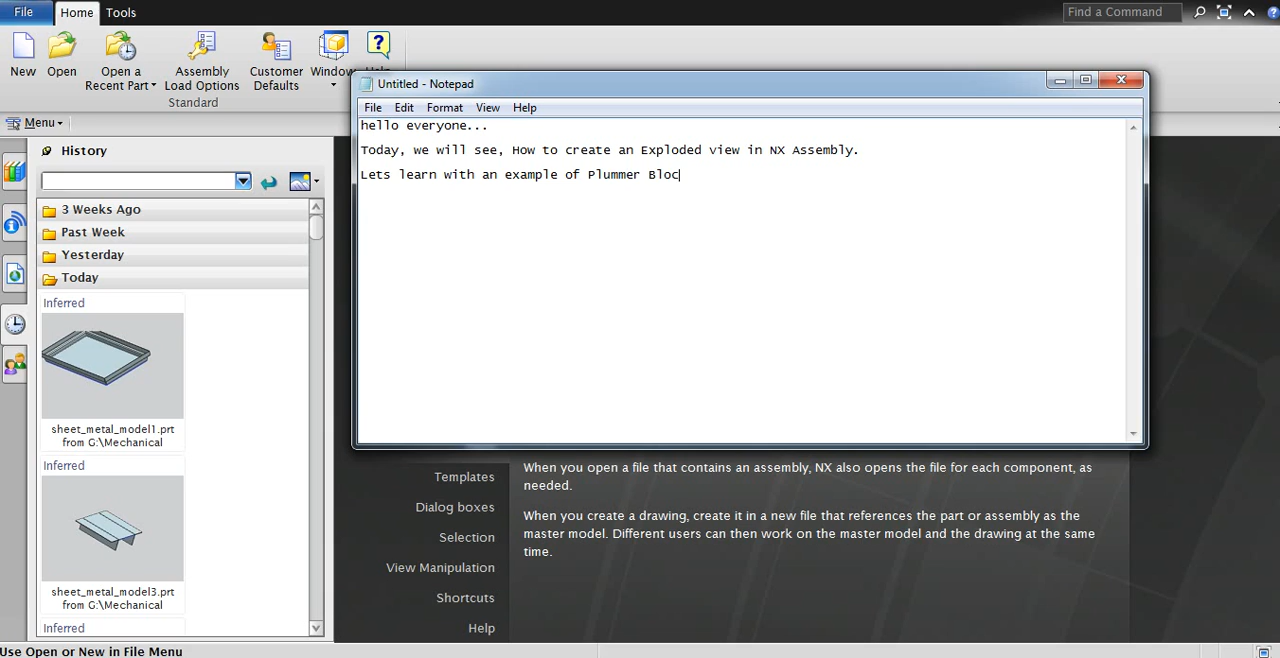 File Home Tools Find a Command
New Open Open a Recent Part Assembly Load Options Customer Defaults Window
Standard
Menu
History
3 Weeks Ago
Past Week
Yesterday
Today
Inferred
sheet_metal_model1.prt
from G:\Mechanical
Inferred
sheet_metal_model3.prt
from G:\Mechanical
Inferred
Untitled - Notepad
File Edit Format View Help
hello everyone...
Today, we will see, How to create an Exploded view in NX Assembly.
Lets learn with an example of Plummer Bloc
Templates
Dialog boxes
Selection
View Manipulation
Shortcuts
Help
When you open a file that contains an assembly, NX also opens the file for each component, as
needed.
When you create a drawing, create it in a new file that references the part or assembly as the
master model. Different users can then work on the master model and the drawing at the same
time.
Use Open or New in File Menu